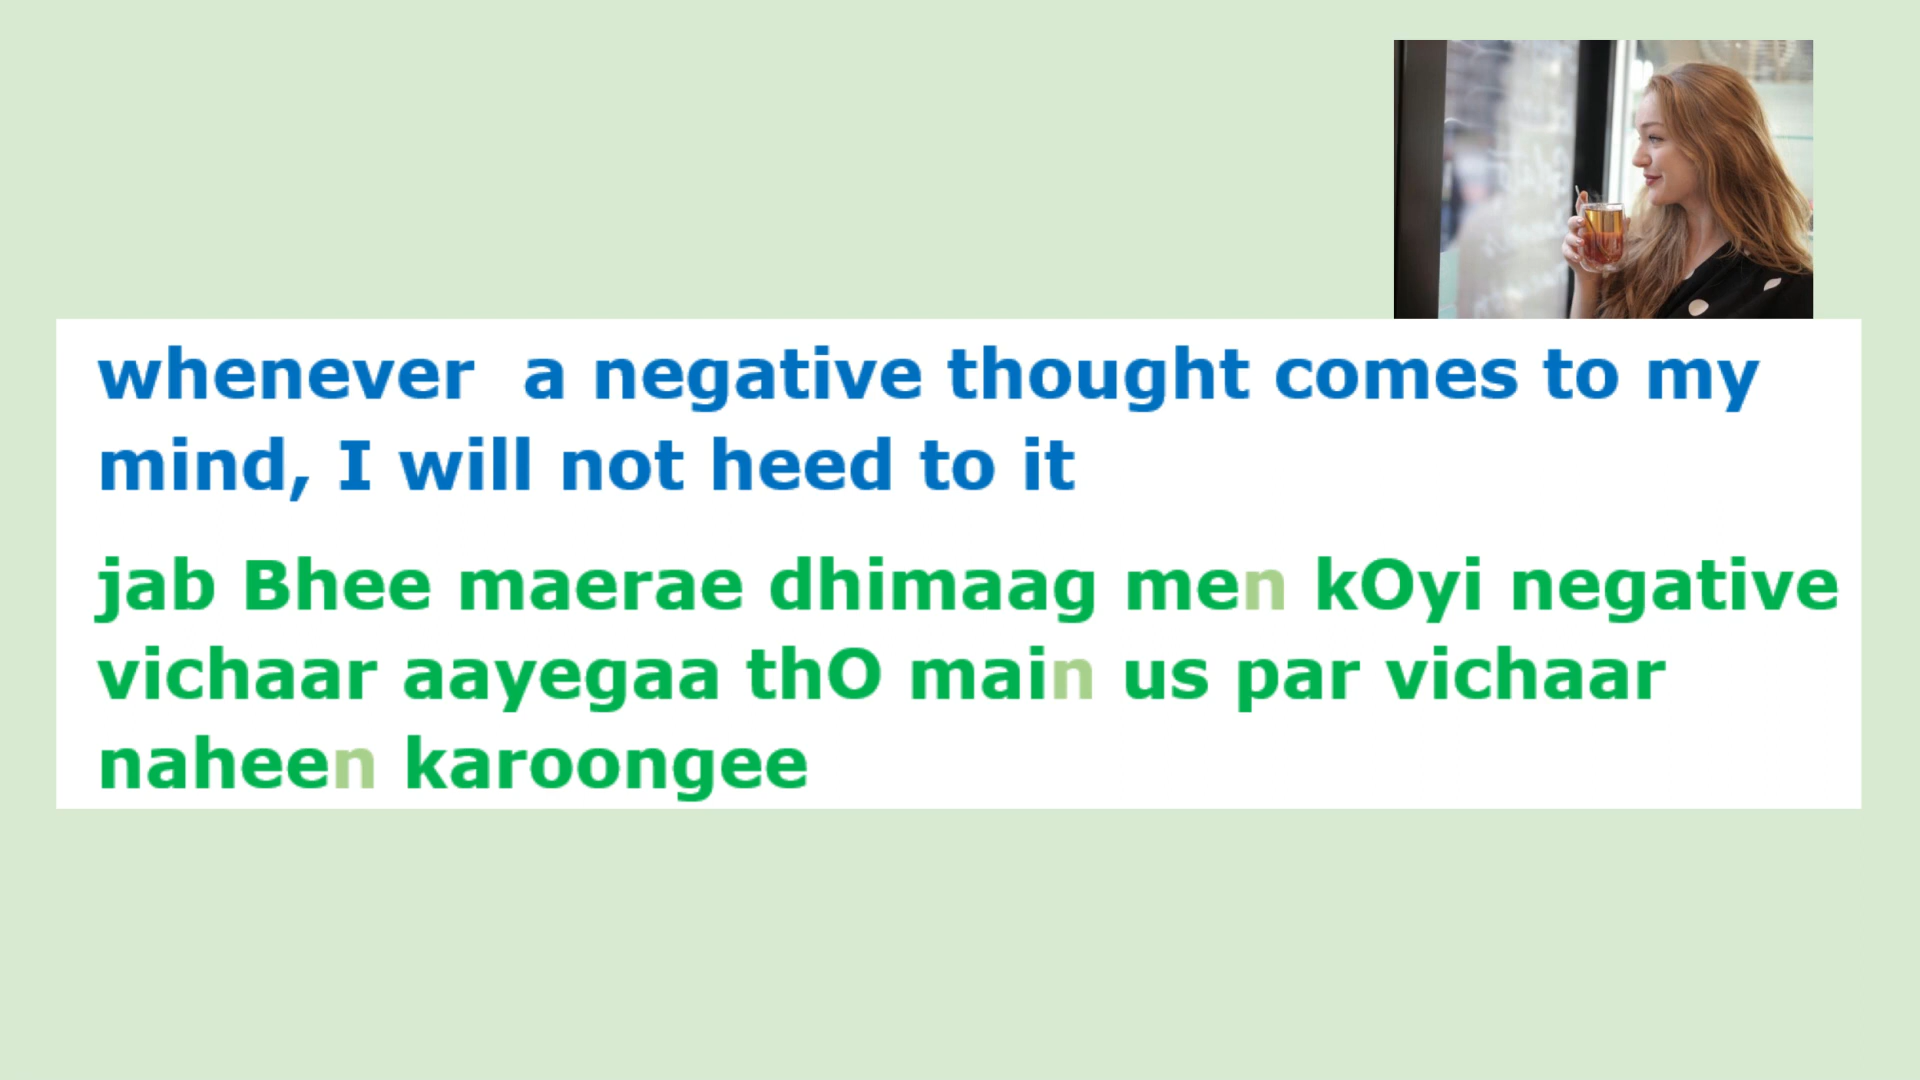 whenever a negative thought comes to my
mind, I will not heed to it
jab Bhee maerae dhimaag men kOyi negative
vichaar aayegaa thO main us par vichaar
naheen karoongee